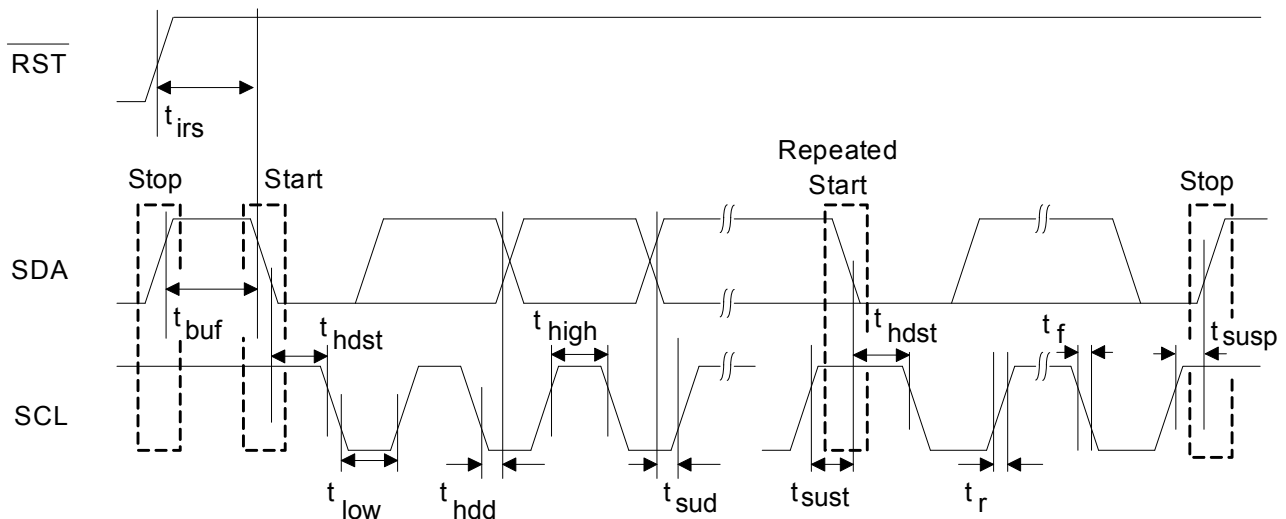 RST
t irs
Repeated
Stop
Start
Start
Stop
SDA
t buf
t hdst
t high
t hdst
t f
t susp
SCL
t low
t hdd
t sud
t sust
t r